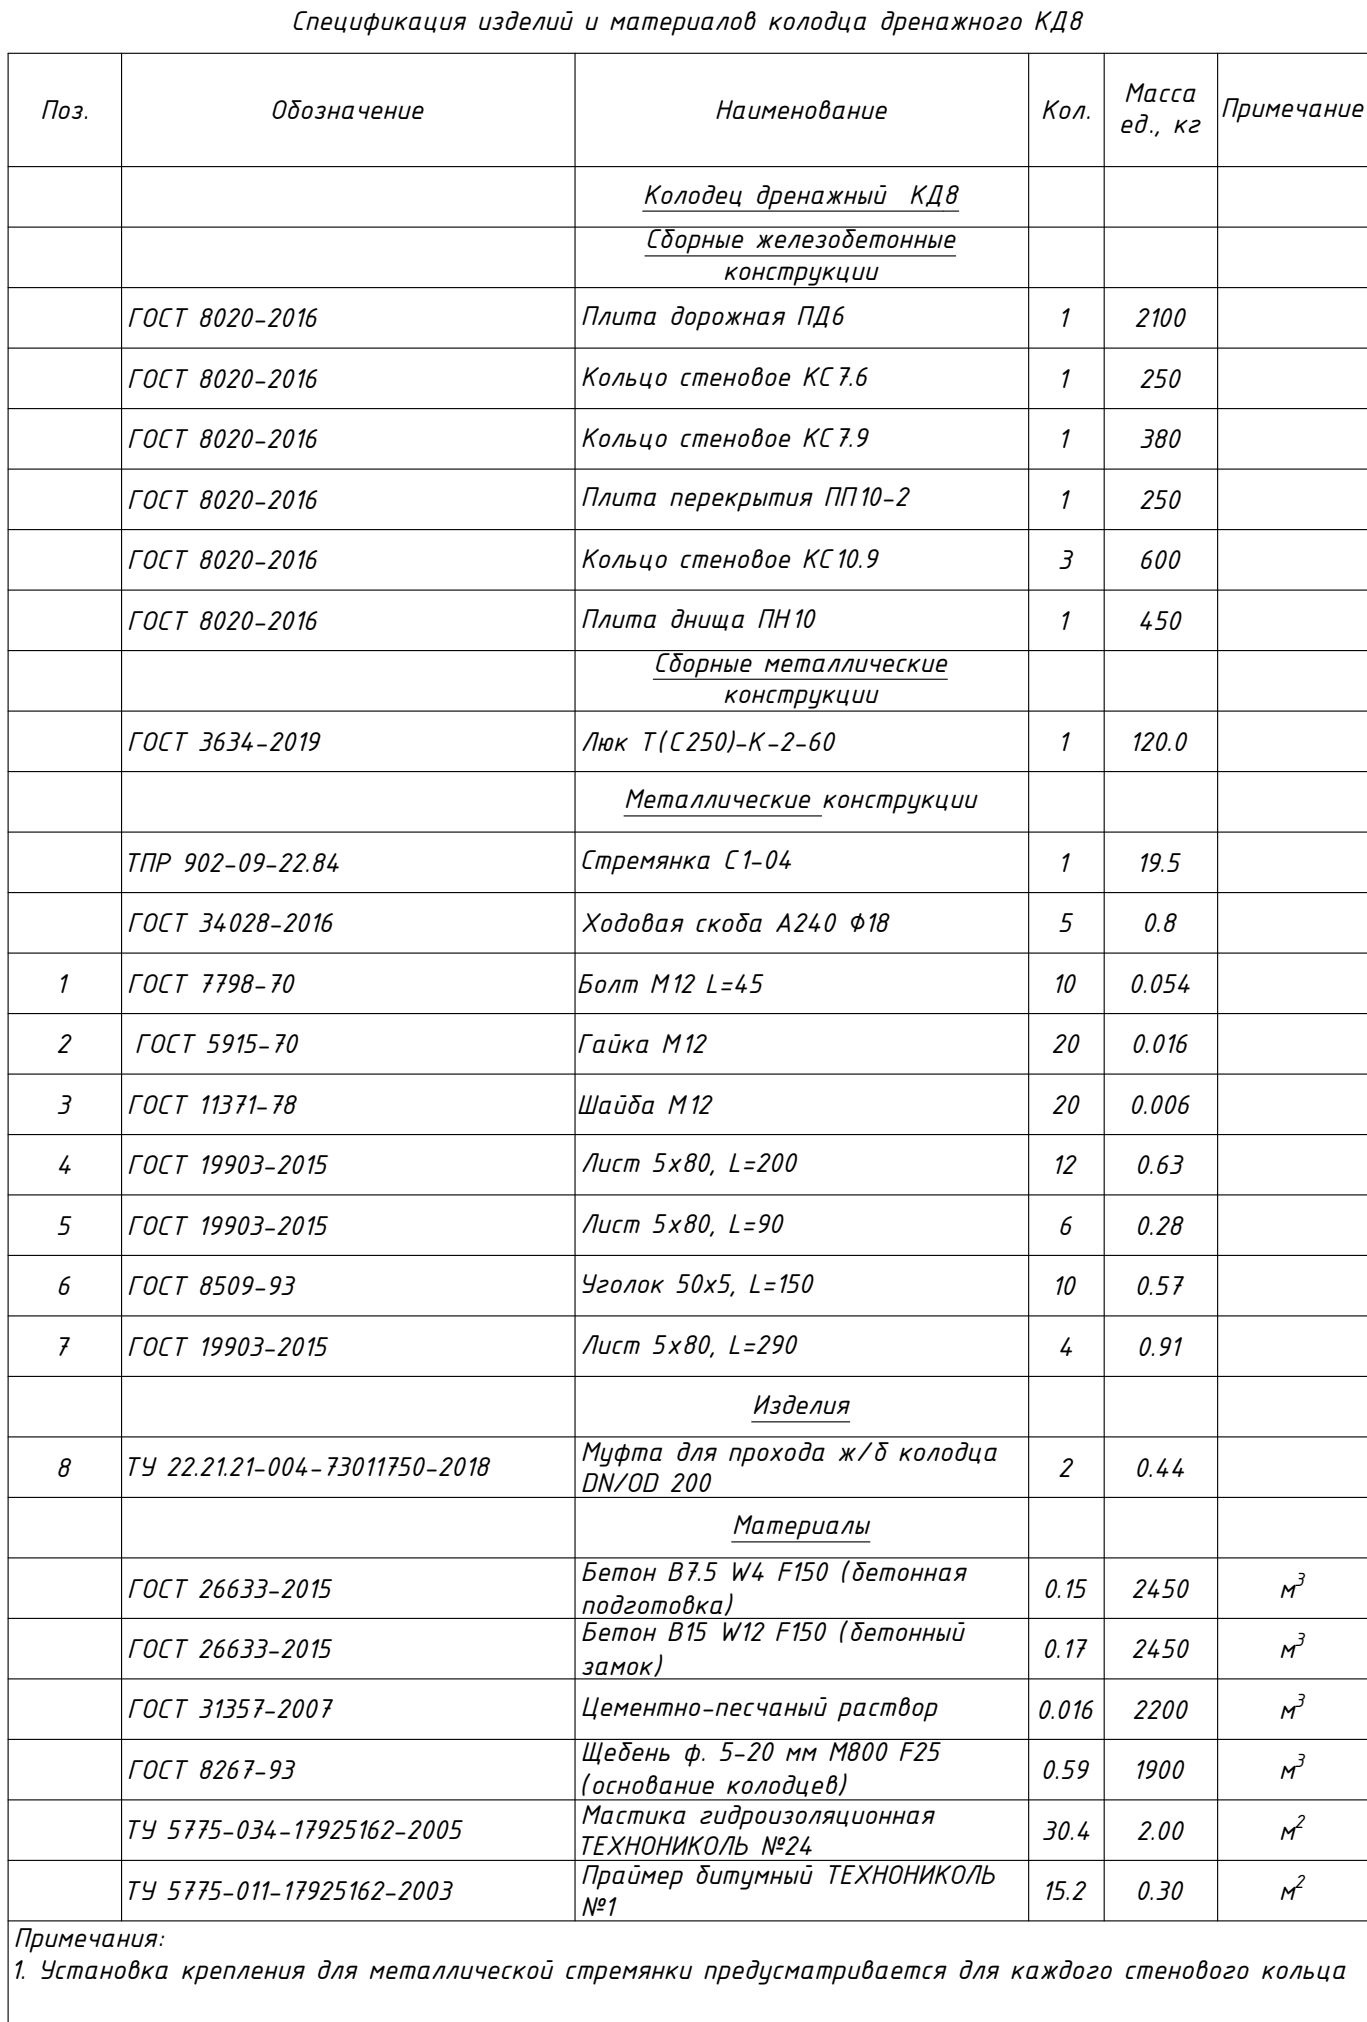 Спецификация изделий и материалов колодца дренажного КД8
Поз. Обозначение Наименование Кол. Масса ед., кг Примечание
Колодец дренажный КД8
Сборные железобетонные
конструкции
ГОСТ 8020-2016 Плита дорожная ПД6 1 2100
ГОСТ 8020-2016 Кольцо стеновое КС7.6 1 250
ГОСТ 8020-2016 Кольцо стеновое КС7.9 1 380
ГОСТ 8020-2016 Плита перекрытия ПП10-2 1 250
ГОСТ 8020-2016 Кольцо стеновое КС10.9 3 600
ГОСТ 8020-2016 Плита днища ПН10 1 450
Сборные металлические
конструкции
ГОСТ 3634-2019 Люк Т(С250)-К-2-60 1 120.0
Металлические конструкции
ТПР 902-09-22.84 Стремянка С1-04 1 19.5
ГОСТ 34028-2016 Ходовая скоба А240 Ф18 5 0.8
1 ГОСТ 7798-70 Болт М12 L=45 10 0.054
2 ГОСТ 5915-70 Гайка М12 20 0.016
3 ГОСТ 11371-78 Шайба М12 20 0.006
4 ГОСТ 19903-2015 Лист 5х80, L=200 12 0.63
5 ГОСТ 19903-2015 Лист 5х80, L=90 6 0.28
6 ГОСТ 8509-93 Уголок 50х5, L=150 10 0.57
7 ГОСТ 19903-2015 Лист 5х80, L=290 4 0.91
Изделия
8 ТУ 22.21.21-004-73011750-2018 Муфта для прохода ж/б колодца
DN/OD 200 2 0.44
Материалы
ГОСТ 26633-2015 Бетон В7.5 W4 F150 (бетонная
подготовка) 0.15 2450 м³
ГОСТ 26633-2015 Бетон В15 W12 F150 (бетонный
замок) 0.17 2450 м³
ГОСТ 31357-2007 Цементно-песчаный раствор 0.016 2200 м³
ГОСТ 8267-93 Щебень ф. 5-20 мм М800 F25
(основание колодцев) 0.59 1900 м³
ТУ 5775-034-17925162-2005 Мастика гидроизоляционная
ТЕХНОНИКОЛЬ №24 30.4 2.00 м²
ТУ 5775-011-17925162-2003 Праймер битумный ТЕХНОНИКОЛЬ
№1 15.2 0.30 м²
Примечания:
1. Установка крепления для металлической стремянки предусматривается для каждого стенового кольца